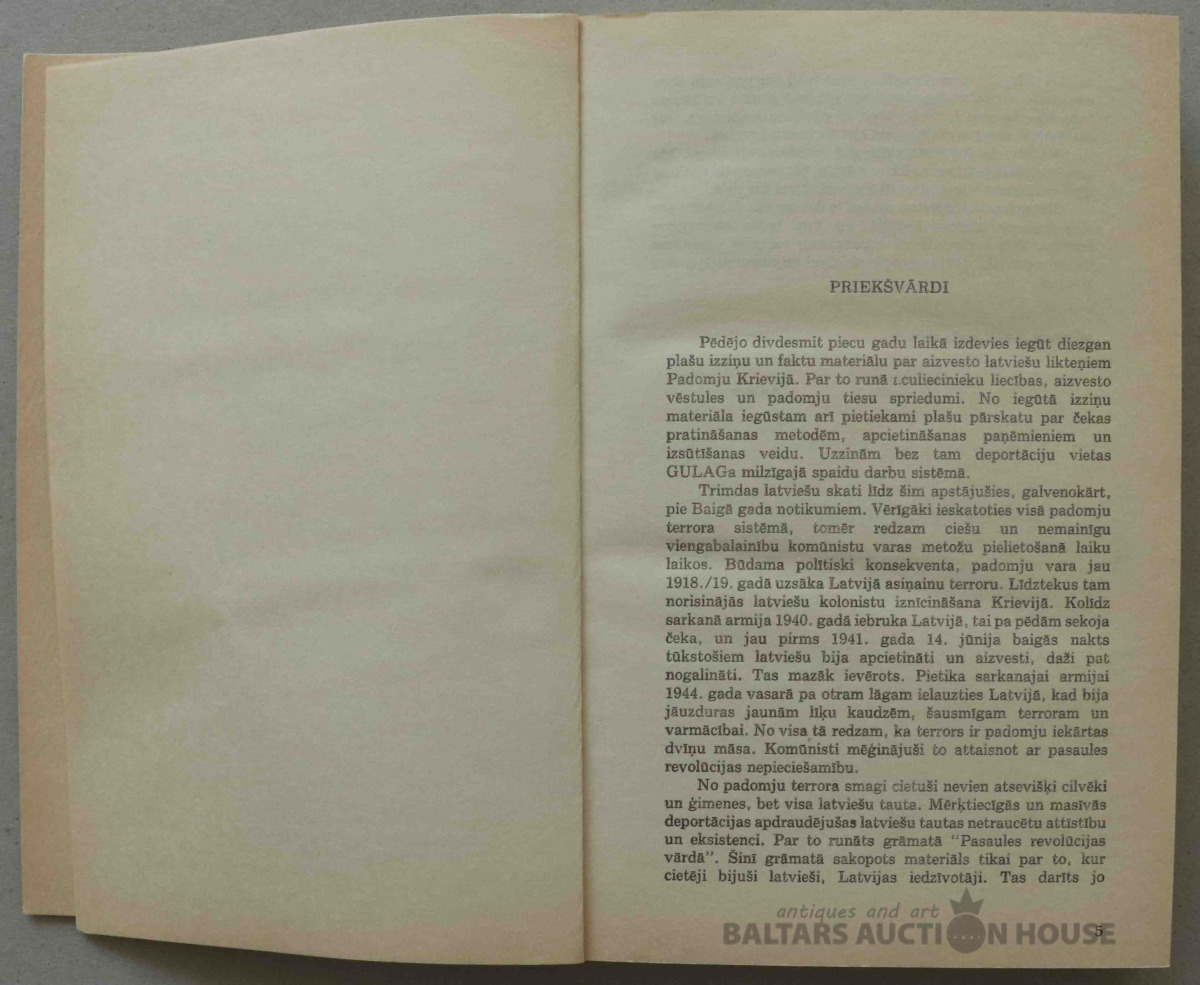 PRIEKŠVĀRDI
Pēdējo divdesmit piecu gadu laikā izdevies iegūt diezgan
plašu izziņu un faktu materiālu par aizvesto latviešu likteņiem
Padomju Krievijā. Par to runā culiecinieku liecības, aizvesto
vēstules un padomju tiesu spriedumi. No iegūtā izziņu
materiāla iegūstam arī pietiekami plašu pārskatu par čekas
pratināšanas metodēm, apcietināšanas paņēmieniem un
izsūtīšanas veidu. Uzzinām bez tam deportāciju vietas
GULAGa milzīgajā spaidu darbu sistēmā.
Trimdas latviešu skati līdz šim apstājušies, galvenokārt,
pie Baigā gada notikumiem. Vērīgāki ieskatoties visā padomju
terrora sistēmā, tomēr redzam ciešu un nemainīgu
viengabalainību komūnistu varas metožu pielietošanā laiku
laikos. Būdama polītiski konsekventa, padomju vara jau
1918./19. gadā uzsāka Latvijā asiņainu terroru. Līdztekus tam
norisinājās latviešu kolonistu iznīcināšana Krievijā. Kolīdz
sarkanā armija 1940. gadā iebruka Latvijā, tai pa pēdām sekoja
čeka, un jau pirms 1941. gada 14. jūnija baigās nakts
tūkstošiem latviešu bija apcietināti un aizvesti, daži pat
nogalināti. Tas mazāk ievērots. Pietika sarkanajai armijai
1944. gada vasarā pa otram lāgam ielauzties Latvijā, kad bija
jāuzduras jaunām līķu kaudzēm, šausmīgam terroram un
varmācībai. No visa tā redzam, ka terrors ir padomju iekārtas
dvīņu māsa. Komūnisti mēģinājuši to attaisnot ar pasaules
revolūcijas nepieciešamību.
No padomju terrora smagi cietuši nevien atsevišķi cilvēki
un ģimenes, bet visa latviešu tauta. Mērķtiecīgās un masīvās
deportācijas apdraudējušas latviešu tautas netraucētu attīstību
un eksistenci. Par to runāts grāmatā "Pasaules revolūcijas
vārdā". Šinī grāmatā sakopots materiāls tikai par to, kur
cietēji bijuši latvieši, Latvijas iedzīvotāji. Tas darīts jo
antiques and art
BALTARS AUCTION HOUSE
5